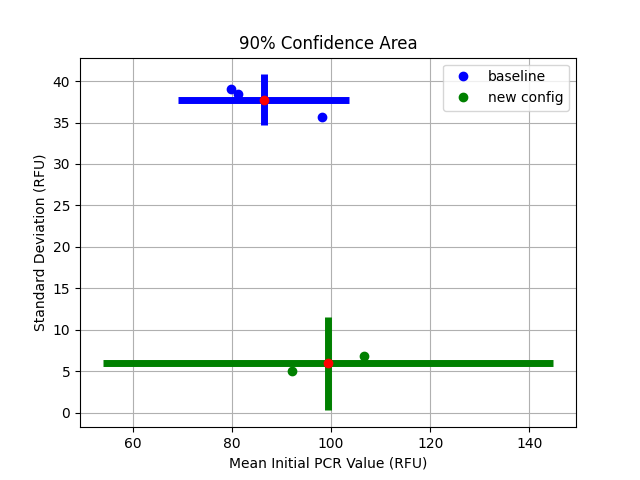 90% Confidence Area
baseline
new config
40
35
30
25
20
15
10
5
0
Standard Deviation (RFU)
60 80 100 120 140
Mean Initial PCR Value (RFU)